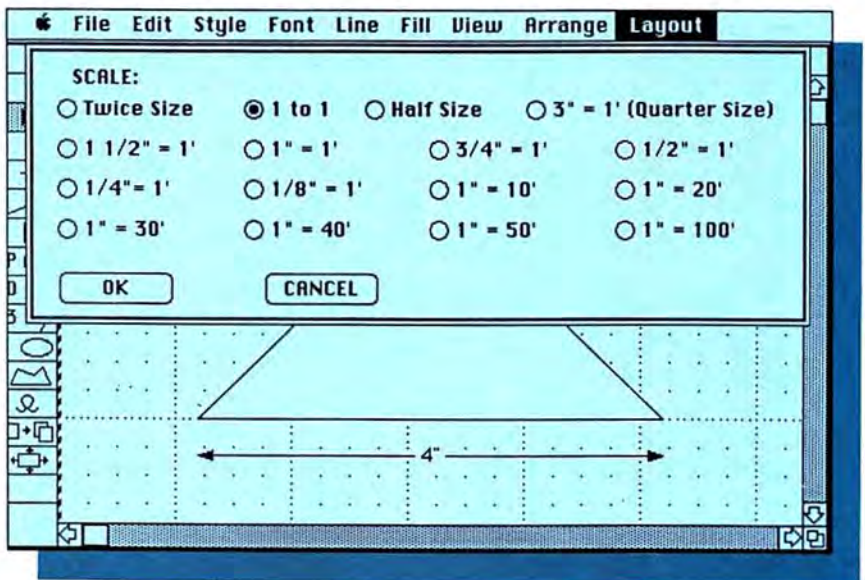 File Edit Style Font Line Fill View Arrange Layout
SCALE:
Twice Size 1 to 1 Half Size 3" = 1' (Quarter Size)
1 1/2" = 1' 1" = 1' 3/4" = 1' 1/2" = 1'
1/4"= 1' 1/8" = 1' 1" = 10' 1" = 20'
1" = 30' 1" = 40' 1" = 50' 1" = 100'
OK CANCEL
4"